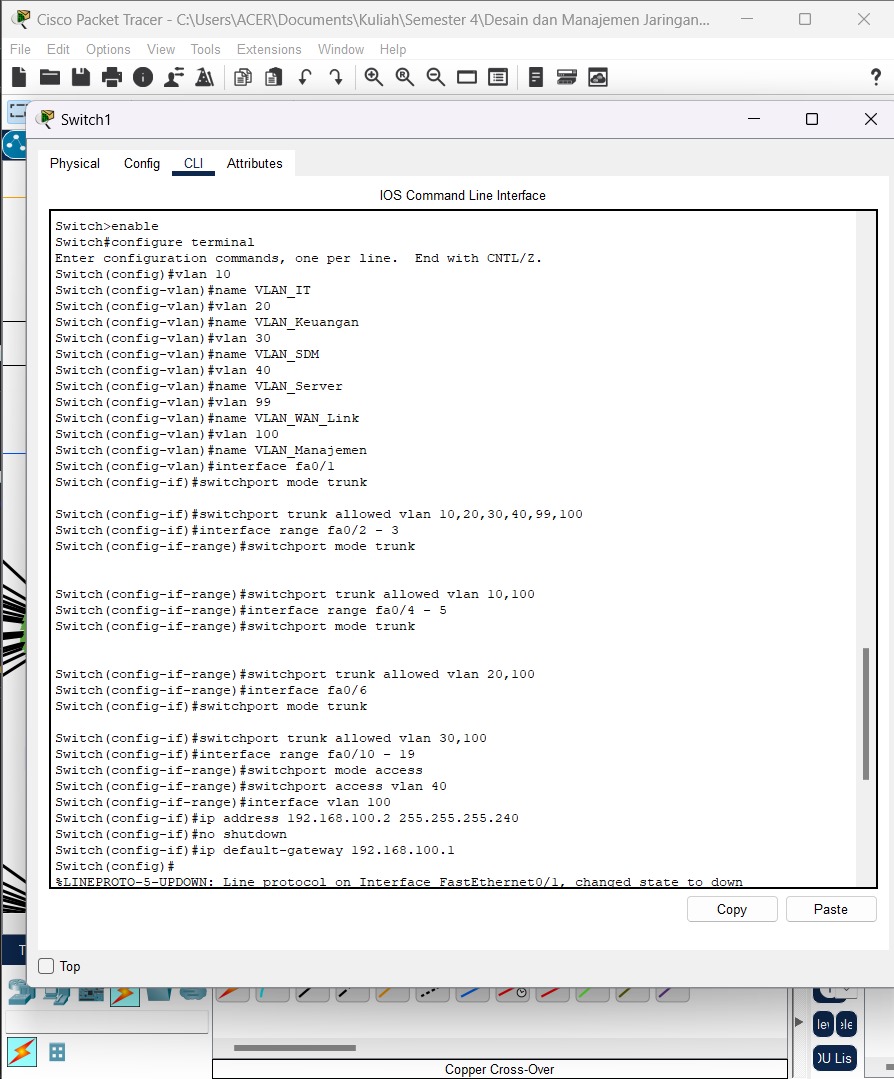 Cisco Packet Tracer - C:\Users\ACER\Documents\Kuliah\Semester 4\Desain dan Manajemen Jaringan...
File Edit Options View Tools Extensions Window Help
?
Switch1
Physical Config CLI Attributes
IOS Command Line Interface
Switch>enable
Switch#configure terminal
Enter configuration commands, one per line.  End with CNTL/Z.
Switch(config)#vlan 10
Switch(config-vlan)#name VLAN_IT
Switch(config-vlan)#vlan 20
Switch(config-vlan)#name VLAN_Keuangan
Switch(config-vlan)#vlan 30
Switch(config-vlan)#name VLAN_SDM
Switch(config-vlan)#vlan 40
Switch(config-vlan)#name VLAN_Server
Switch(config-vlan)#vlan 99
Switch(config-vlan)#name VLAN_WAN_Link
Switch(config-vlan)#vlan 100
Switch(config-vlan)#name VLAN_Manajemen
Switch(config-vlan)#interface fa0/1
Switch(config-if)#switchport mode trunk
Switch(config-if)#switchport trunk allowed vlan 10,20,30,40,99,100
Switch(config-if)#interface range fa0/2 - 3
Switch(config-if-range)#switchport mode trunk
Switch(config-if-range)#switchport trunk allowed vlan 10,100
Switch(config-if-range)#interface range fa0/4 - 5
Switch(config-if-range)#switchport mode trunk
Switch(config-if-range)#switchport trunk allowed vlan 20,100
Switch(config-if-range)#interface fa0/6
Switch(config-if)#switchport mode trunk
Switch(config-if)#switchport trunk allowed vlan 30,100
Switch(config-if)#interface range fa0/10 - 19
Switch(config-if-range)#switchport mode access
Switch(config-if-range)#switchport access vlan 40
Switch(config-if-range)#interface vlan 100
Switch(config-if)#ip address 192.168.100.2 255.255.255.240
Switch(config-if)#no shutdown
Switch(config-if)#ip default-gateway 192.168.100.1
Switch(config)#
%LINEPROTO-5-UPDOWN: Line protocol on Interface FastEthernet0/1, changed state to down
Copy Paste
Top
Copper Cross-Over